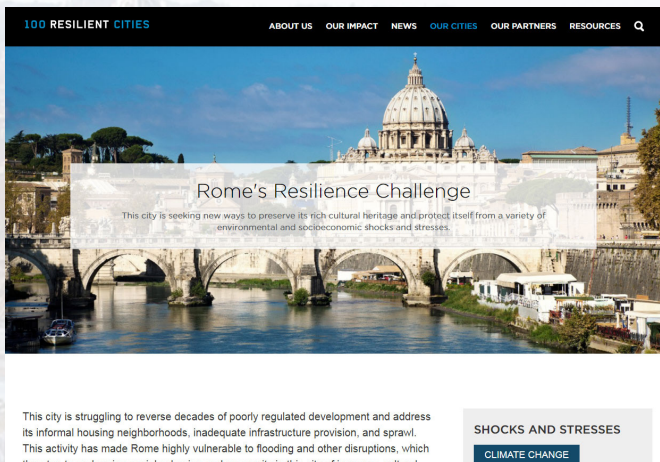 100 RESILIENT CITIES
ABOUT US OUR IMPACT NEWS OUR CITIES OUR PARTNERS RESOURCES
Rome's Resilience Challenge
This city is seeking new ways to preserve its rich cultural heritage and protect itself from a variety of
environmental and socioeconomic shocks and stresses.
This city is struggling to reverse decades of poorly regulated development and address
its informal housing neighborhoods, inadequate infrastructure provision, and sprawl.
This activity has made Rome highly vulnerable to flooding and other disruptions, which
SHOCKS AND STRESSES
CLIMATE CHANGE